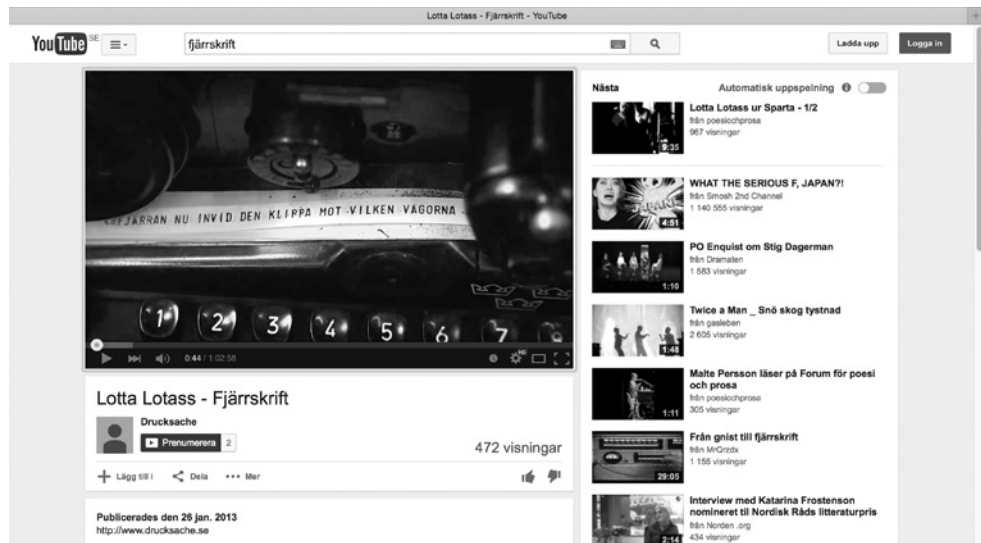 Lotta Lotass - Fjärrskrift - YouTube
YouTube SE
fjärrskrift
Ladda upp
Logga in
FJÄRRAN NU INVID DEN KLIPPA MOT VILKEN VÅGORNA
1 2 3 4 5 6 7 8
0:44 / 1:02:58
HD
Lotta Lotass - Fjärrskrift
Drucksache
Prenumerera 2
472 visningar
Lägg till i Dela Mer
Publicerades den 26 jan. 2013
http://www.drucksache.se
Nästa
Automatisk uppspelning
Lotta Lotass ur Sparta - 1/2
från poesiochprosa
987 visningar
9:35
WHAT THE SERIOUS F, JAPAN?!
från Smosh 2nd Channel
1 140 555 visningar
4:51
PO Enquist om Stig Dagerman
från Dramaten
1 583 visningar
1:10
Twice a Man _ Snö skog tystnad
från gasleben
2 605 visningar
1:48
Malte Persson läser på Forum för poesi
och prosa
från poesiochprosa
305 visningar
1:11
Från gnist till fjärrskrift
från MrQrzdx
1 155 visningar
29:05
Interview med Katarina Frostenson
nomineret til Nordisk Råds litteraturpris
från Norden .org
434 visningar
2:14